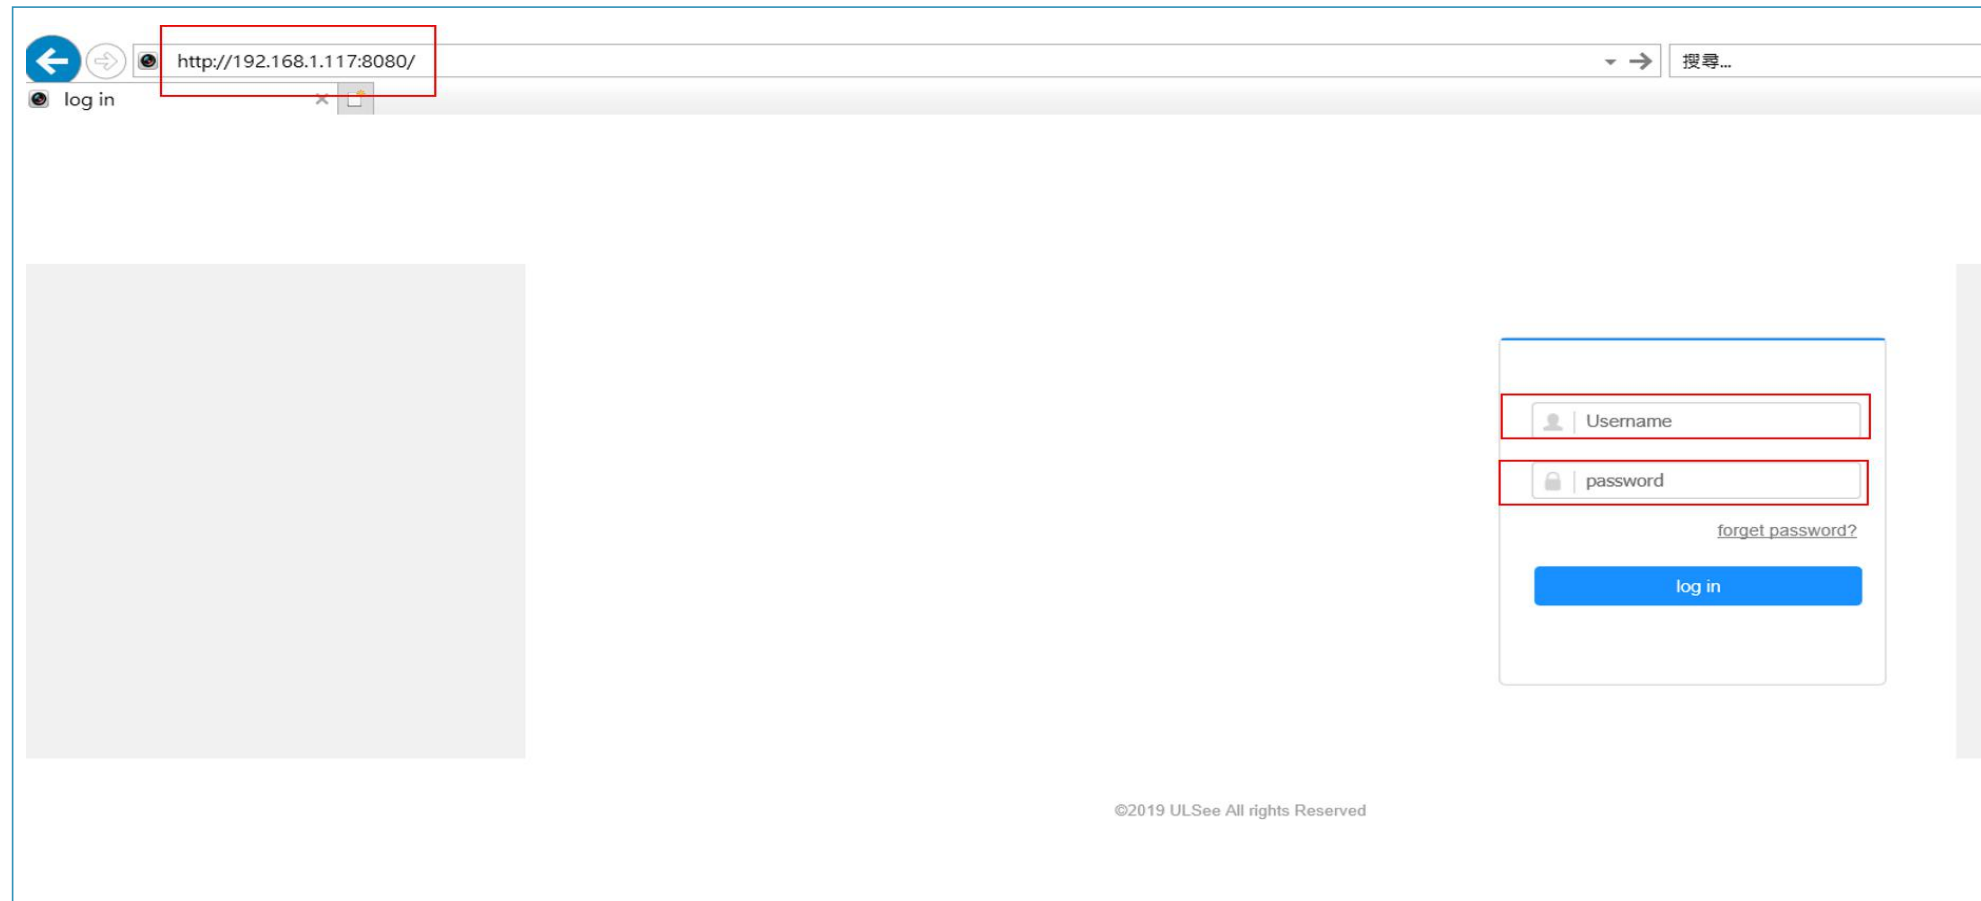 http://192.168.1.117:8080/
搜尋...
log in
Username
password
forget password?
log in
©2019 ULSee All rights Reserved